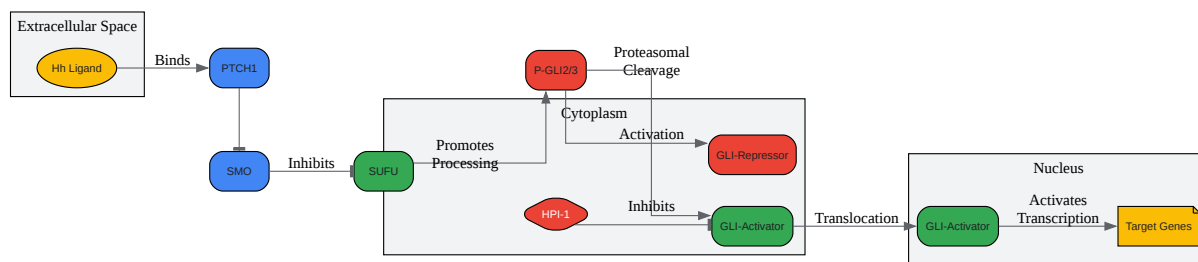 Extracellular Space
Hh Ligand
Binds
PTCH1
SMO
Inhibits
SUFU
Promotes
Processing
P-GLI2/3
Proteasomal
Cleavage
Cytoplasm
Activation
GLI-Repressor
HPI-1
Inhibits
GLI-Activator
Translocation
Nucleus
GLI-Activator
Activates
Transcription
Target Genes